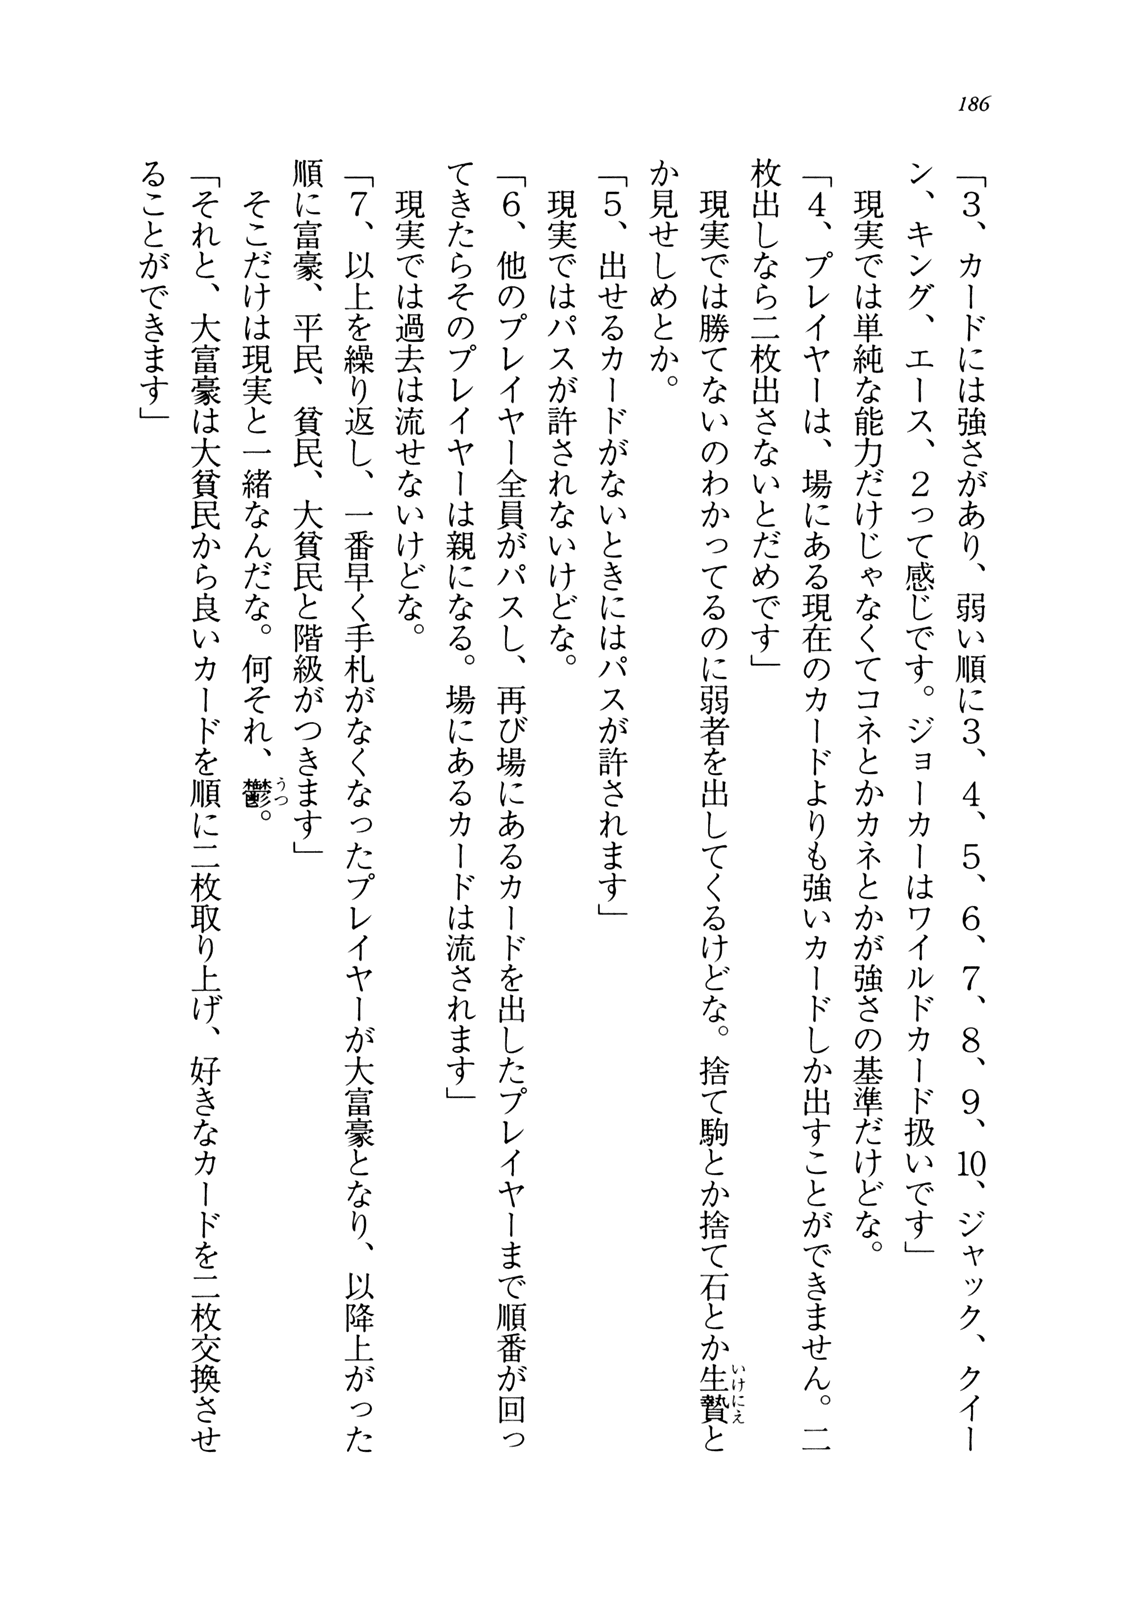 186
「3、カードには強さがあり、弱い順に3、4、5、6、7、8、9、10、ジャック、クイー
ン、キング、エース、2って感じです。ジョーカーはワイルドカード扱いです」
　現実では単純な能力だけじゃなくてコネとかカネとかが強さの基準だけどな。
「4、プレイヤーは、場にある現在のカードよりも強いカードしか出すことができません。二
枚出しなら二枚出さないとだめです」
　現実では勝てないのわかってるのに弱者を出してくるけどな。捨て駒とか捨て石とか生贄と
いけにえ
か見せしめとか。
「5、出せるカードがないときにはパスが許されます」
　現実ではパスが許されないけどな。
「6、他のプレイヤー全員がパスし、再び場にあるカードを出したプレイヤーまで順番が回っ
てきたらそのプレイヤーは親になる。場にあるカードは流されます」
　現実では過去は流せないけどな。
「7、以上を繰り返し、一番早く手札がなくなったプレイヤーが大富豪となり、以降上がった
順に富豪、平民、貧民、大貧民と階級がつきます」
　そこだけは現実と一緒なんだな。何それ、鬱。
うつ
「それと、大富豪は大貧民から良いカードを順に二枚取り上げ、好きなカードを二枚交換させ
ることができます」